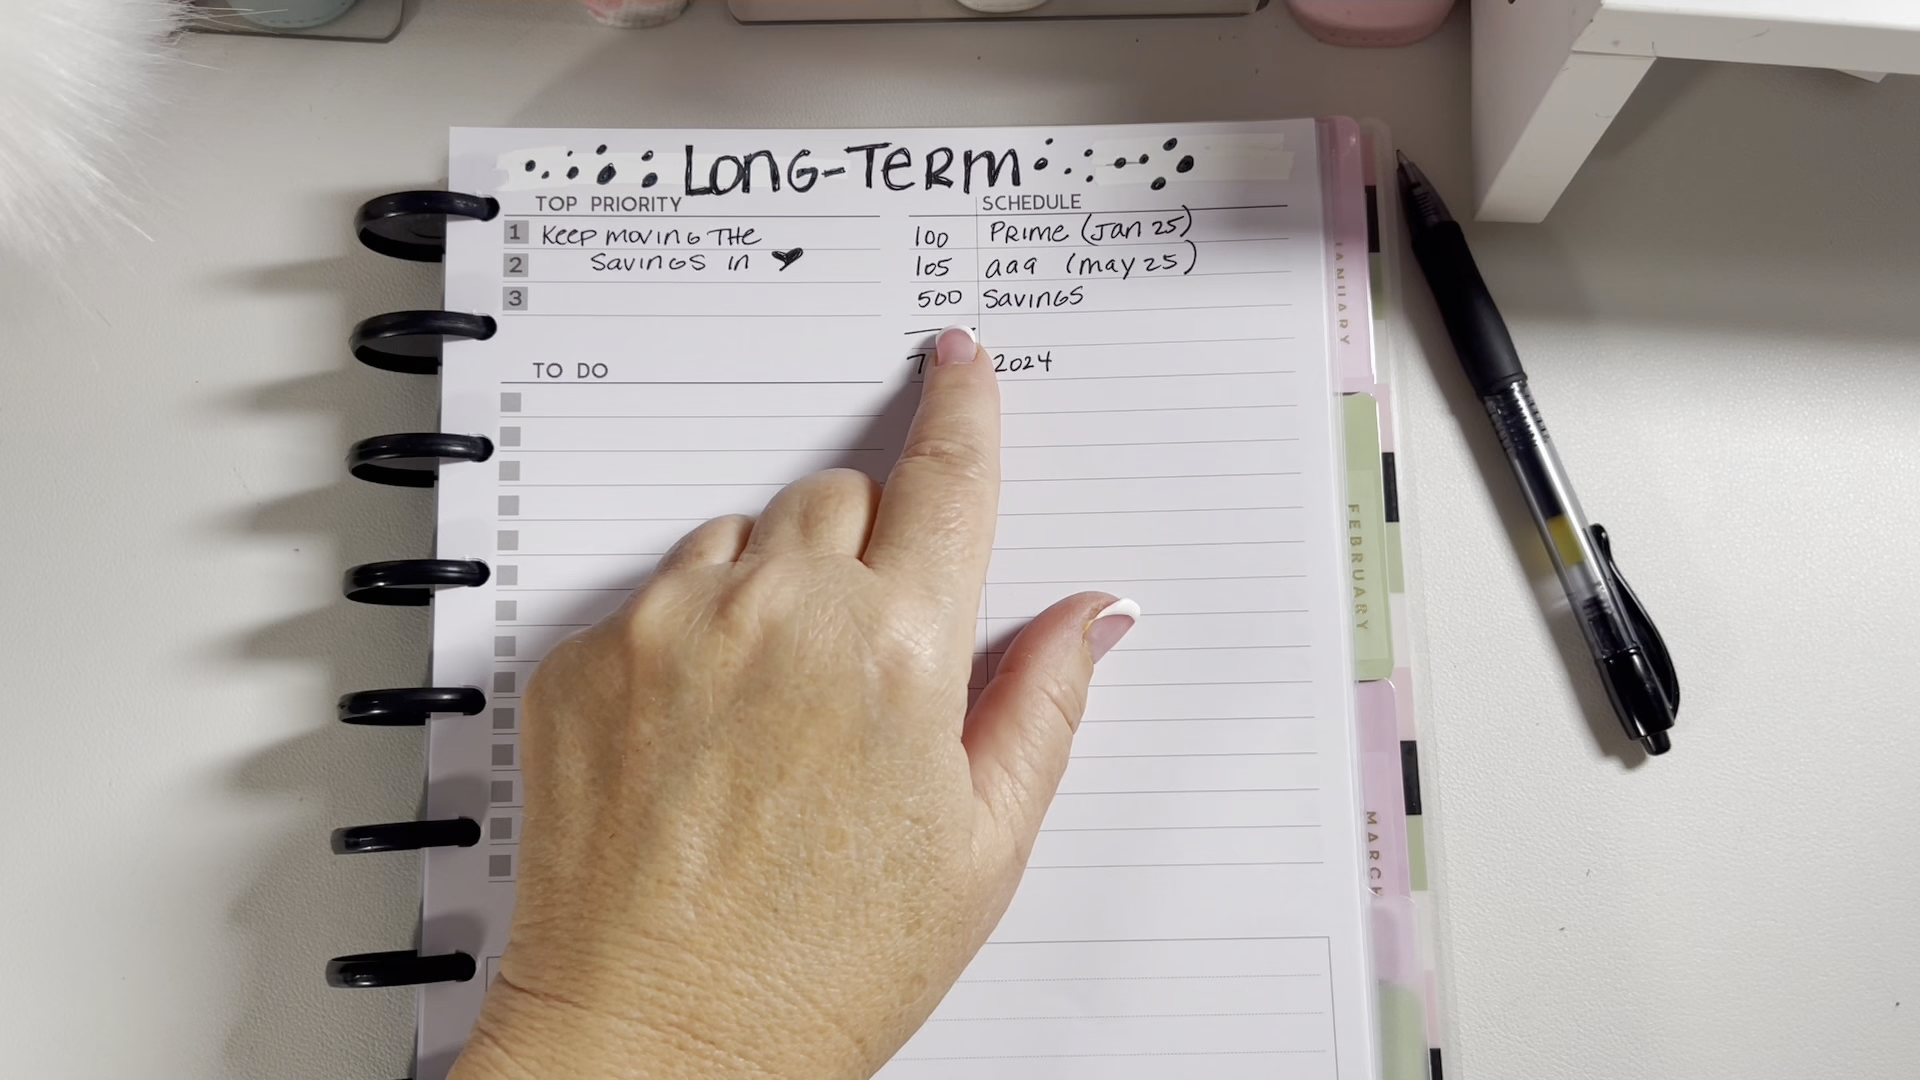 LONG-TERM
TOP PRIORITY
1 KEEP MOVING THE
2 SAVINGS IN
3
TO DO
SCHEDULE
100 PRIME (Jan 25)
105 aaa (may 25)
500 SAVINGS
2024
JANUARY
FEBRUARY
MARCH